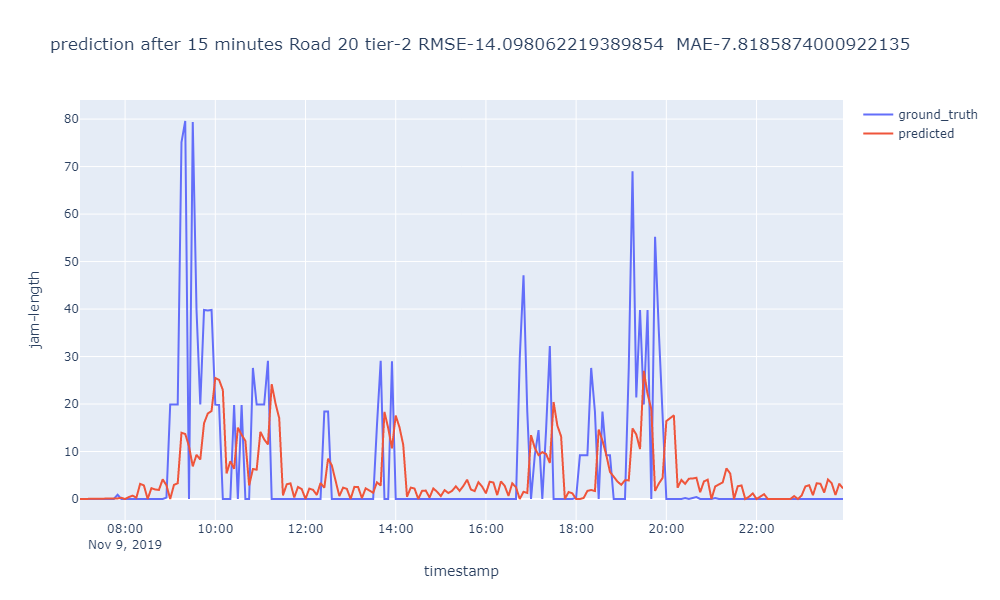 prediction after 15 minutes Road 20 tier-2 RMSE-14.098062219389854  MAE-7.8185874000922135
ground_truth
predicted
80
70
60
50
40
30
20
10
0
jam-length
08:00 10:00 12:00 14:00 16:00 18:00 20:00 22:00
Nov 9, 2019
timestamp